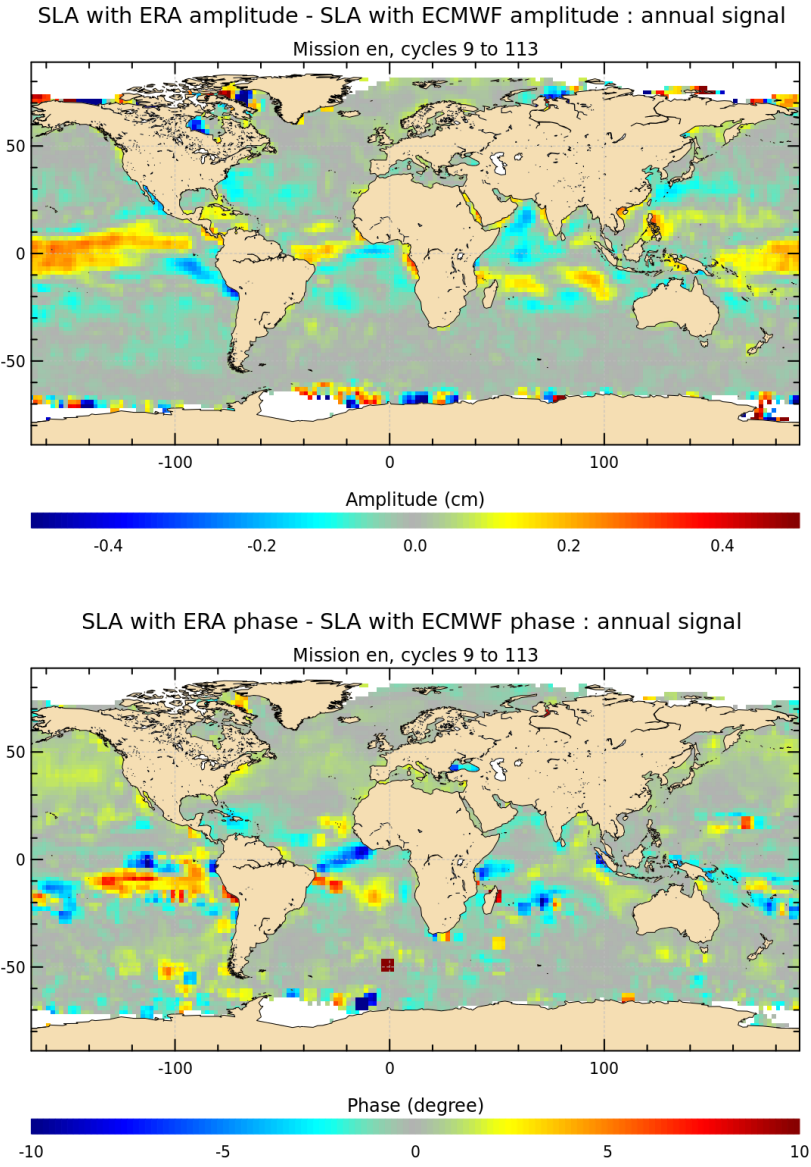 SLA with ERA amplitude - SLA with ECMWF amplitude : annual signal
Mission en, cycles 9 to 113
50
0
-50
-100 0 100
Amplitude (cm)
-0.4 -0.2 0.0 0.2 0.4
SLA with ERA phase - SLA with ECMWF phase : annual signal
Mission en, cycles 9 to 113
50
0
-50
-100 0 100
Phase (degree)
-10 -5 0 5 10